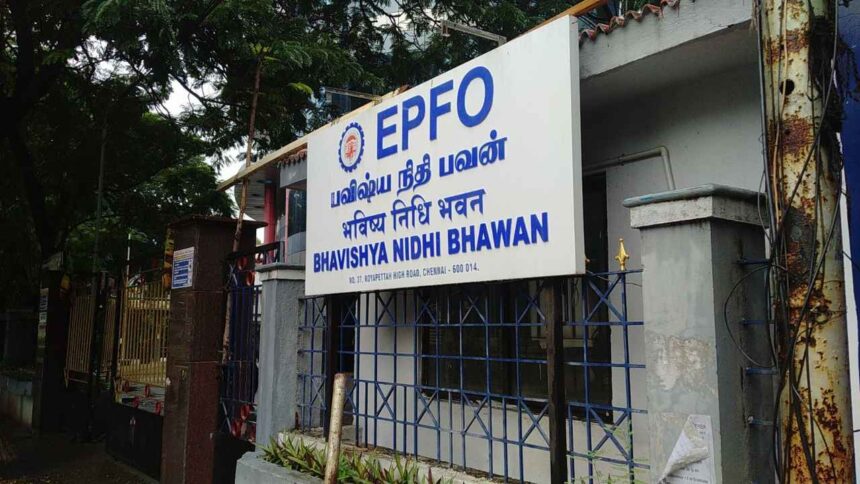 EPFO
பவிஷ்ய நிதி பவன்
भविष्य निधि भवन
BHAVISHYA NIDHI BHAWAN
NO. 37, ROYAPETTAH HIGH ROAD, CHENNAI - 600 014.